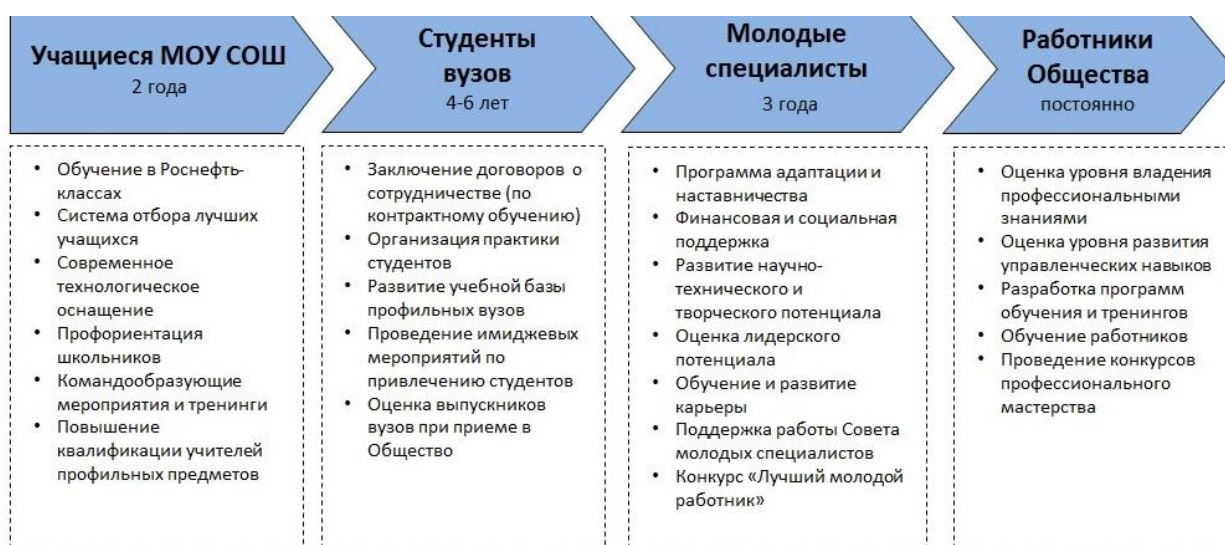 Учащиеся МОУ СОШ
2 года
Студенты
вузов
4-6 лет
Молодые
специалисты
3 года
Работники
Общества
постоянно
• Обучение в Роснефть-
классах
• Система отбора лучших
учащихся
• Современное
технологическое
оснащение
• Профориентация
школьников
• Командообразующие
мероприятия и тренинги
• Повышение
квалификации учителей
профильных предметов
• Заключение договоров о
сотрудничестве (по
контрактному обучению)
• Организация практики
студентов
• Развитие учебной базы
профильных вузов
• Проведение имиджевых
мероприятий по
привлечению студентов
• Оценка выпускников
вузов при приеме в
Общество
• Программа адаптации и
наставничества
• Финансовая и социальная
поддержка
• Развитие научно-
технического и
творческого потенциала
• Оценка лидерского
потенциала
• Обучение и развитие
карьеры
• Поддержка работы Совета
молодых специалистов
• Конкурс «Лучший молодой
работник»
• Оценка уровня владения
профессиональными
знаниями
• Оценка уровня развития
управленческих навыков
• Разработка программ
обучения и тренингов
• Обучение работников
• Проведение конкурсов
профессионального
мастерства